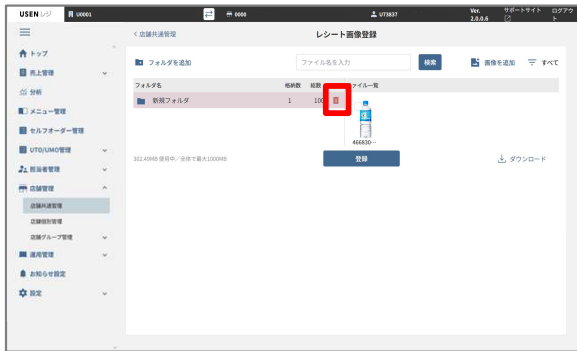 USEN レジ U0001 0000 U73837 Ver. 2.0.0.6 サポートサイト ログアウト
< 店舗共通管理 レシート画像登録
トップ
売上管理
分析
メニュー管理
セルフオーダー管理
UTO/UMO管理
担当者管理
店舗管理
店舗共通管理
店舗個別管理
店舗グループ管理
運用管理
お知らせ設定
設定
フォルダを追加 ファイル名を入力 検索 画像を追加 すべて
フォルダ名 格納数 総数 ァイル一覧
新規フォルダ 1 100
466830…
302.49MB 使用中／全体で最大1000MB 登録 ダウンロード